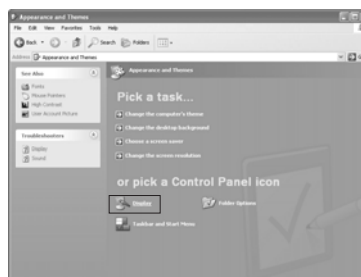 Appearance and Themes
File Edit View Favorites Tools Help
Back Search Folders
Address Appearance and Themes Go
See Also
Fonts
Mouse Pointers
High Contrast
User Account Picture
Troubleshooters
Display
Sound
Appearance and Themes
Pick a task...
Change the computer's theme
Change the desktop background
Choose a screen saver
Change the screen resolution
or pick a Control Panel icon
Display
Folder Options
Taskbar and Start Menu